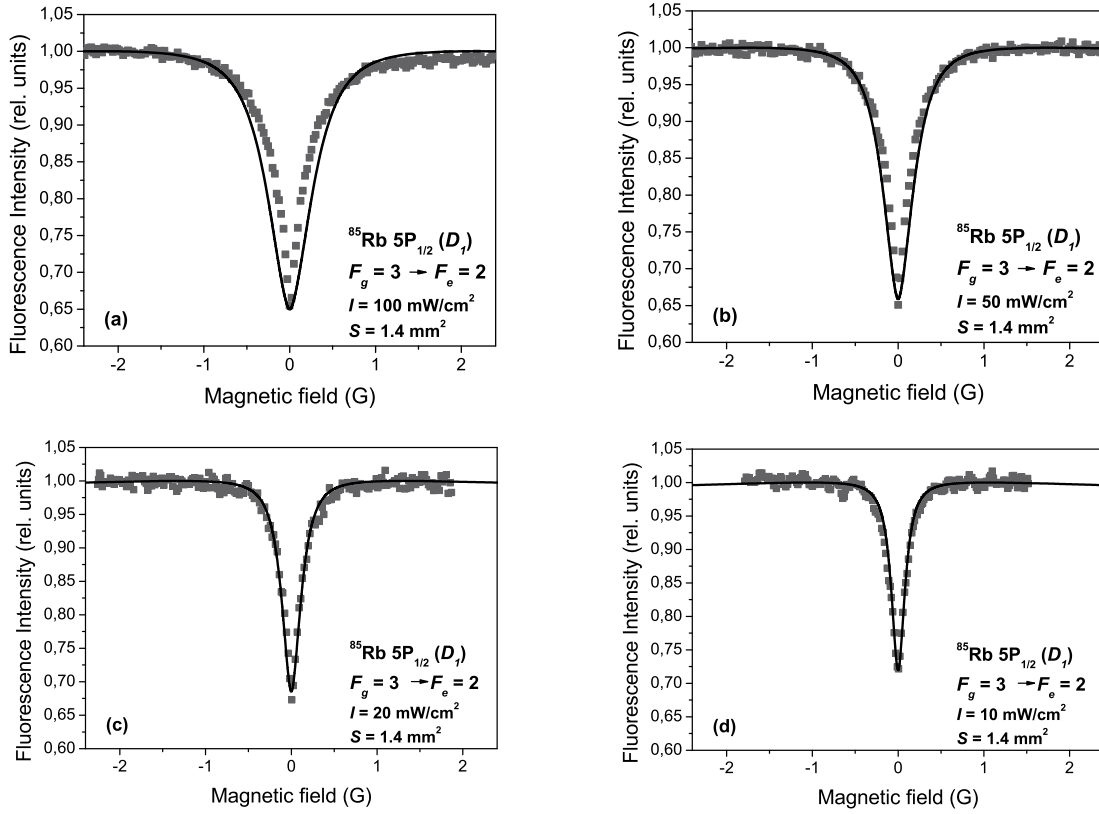 1,05
1,00
0,95
0,90
0,85
0,80
0,75
0,70
0,65
0,60
Fluorescence Intensity (rel. units)
⁸⁵Rb 5P₁/₂ (D₁)
F_g = 3 → F_e = 2
I = 100 mW/cm²
S = 1.4 mm²
(a)
-2 -1 0 1 2
Magnetic field (G)
1,05
1,00
0,95
0,90
0,85
0,80
0,75
0,70
0,65
0,60
Fluorescence Intensity (rel. units)
⁸⁵Rb 5P₁/₂ (D₁)
F_g = 3 → F_e = 2
I = 50 mW/cm²
S = 1.4 mm²
(b)
-2 -1 0 1 2
Magnetic field (G)
1,05
1,00
0,95
0,90
0,85
0,80
0,75
0,70
0,65
0,60
Fluorescence Intensity (rel. units)
⁸⁵Rb 5P₁/₂ (D₁)
F_g = 3 → F_e = 2
I = 20 mW/cm²
S = 1.4 mm²
(c)
-2 -1 0 1 2
Magnetic field (G)
1,05
1,00
0,95
0,90
0,85
0,80
0,75
0,70
0,65
0,60
Fluorescence Intensity (rel. units)
⁸⁵Rb 5P₁/₂ (D₁)
F_g = 3 → F_e = 2
I = 10 mW/cm²
S = 1.4 mm²
(d)
-2 -1 0 1 2
Magnetic field (G)